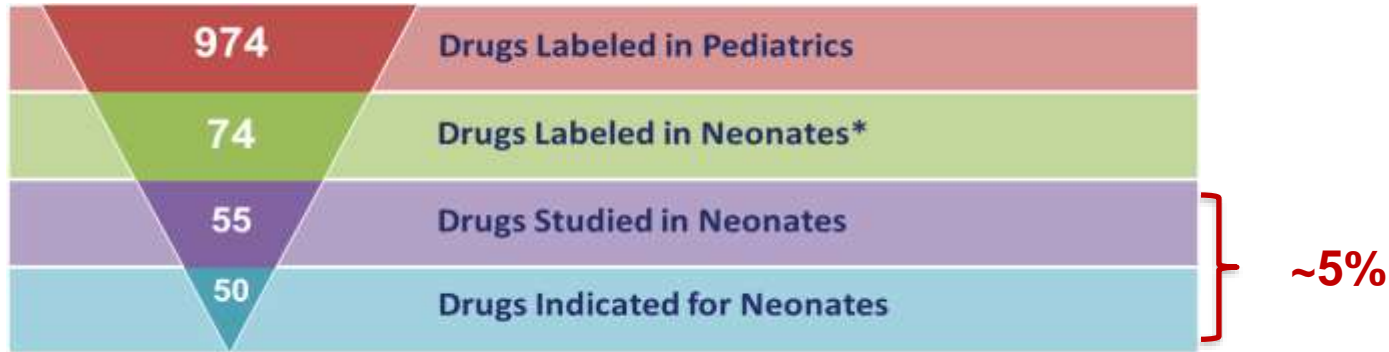 974 Drugs Labeled in Pediatrics
74 Drugs Labeled in Neonates*
55 Drugs Studied in Neonates
50 Drugs Indicated for Neonates
~5%